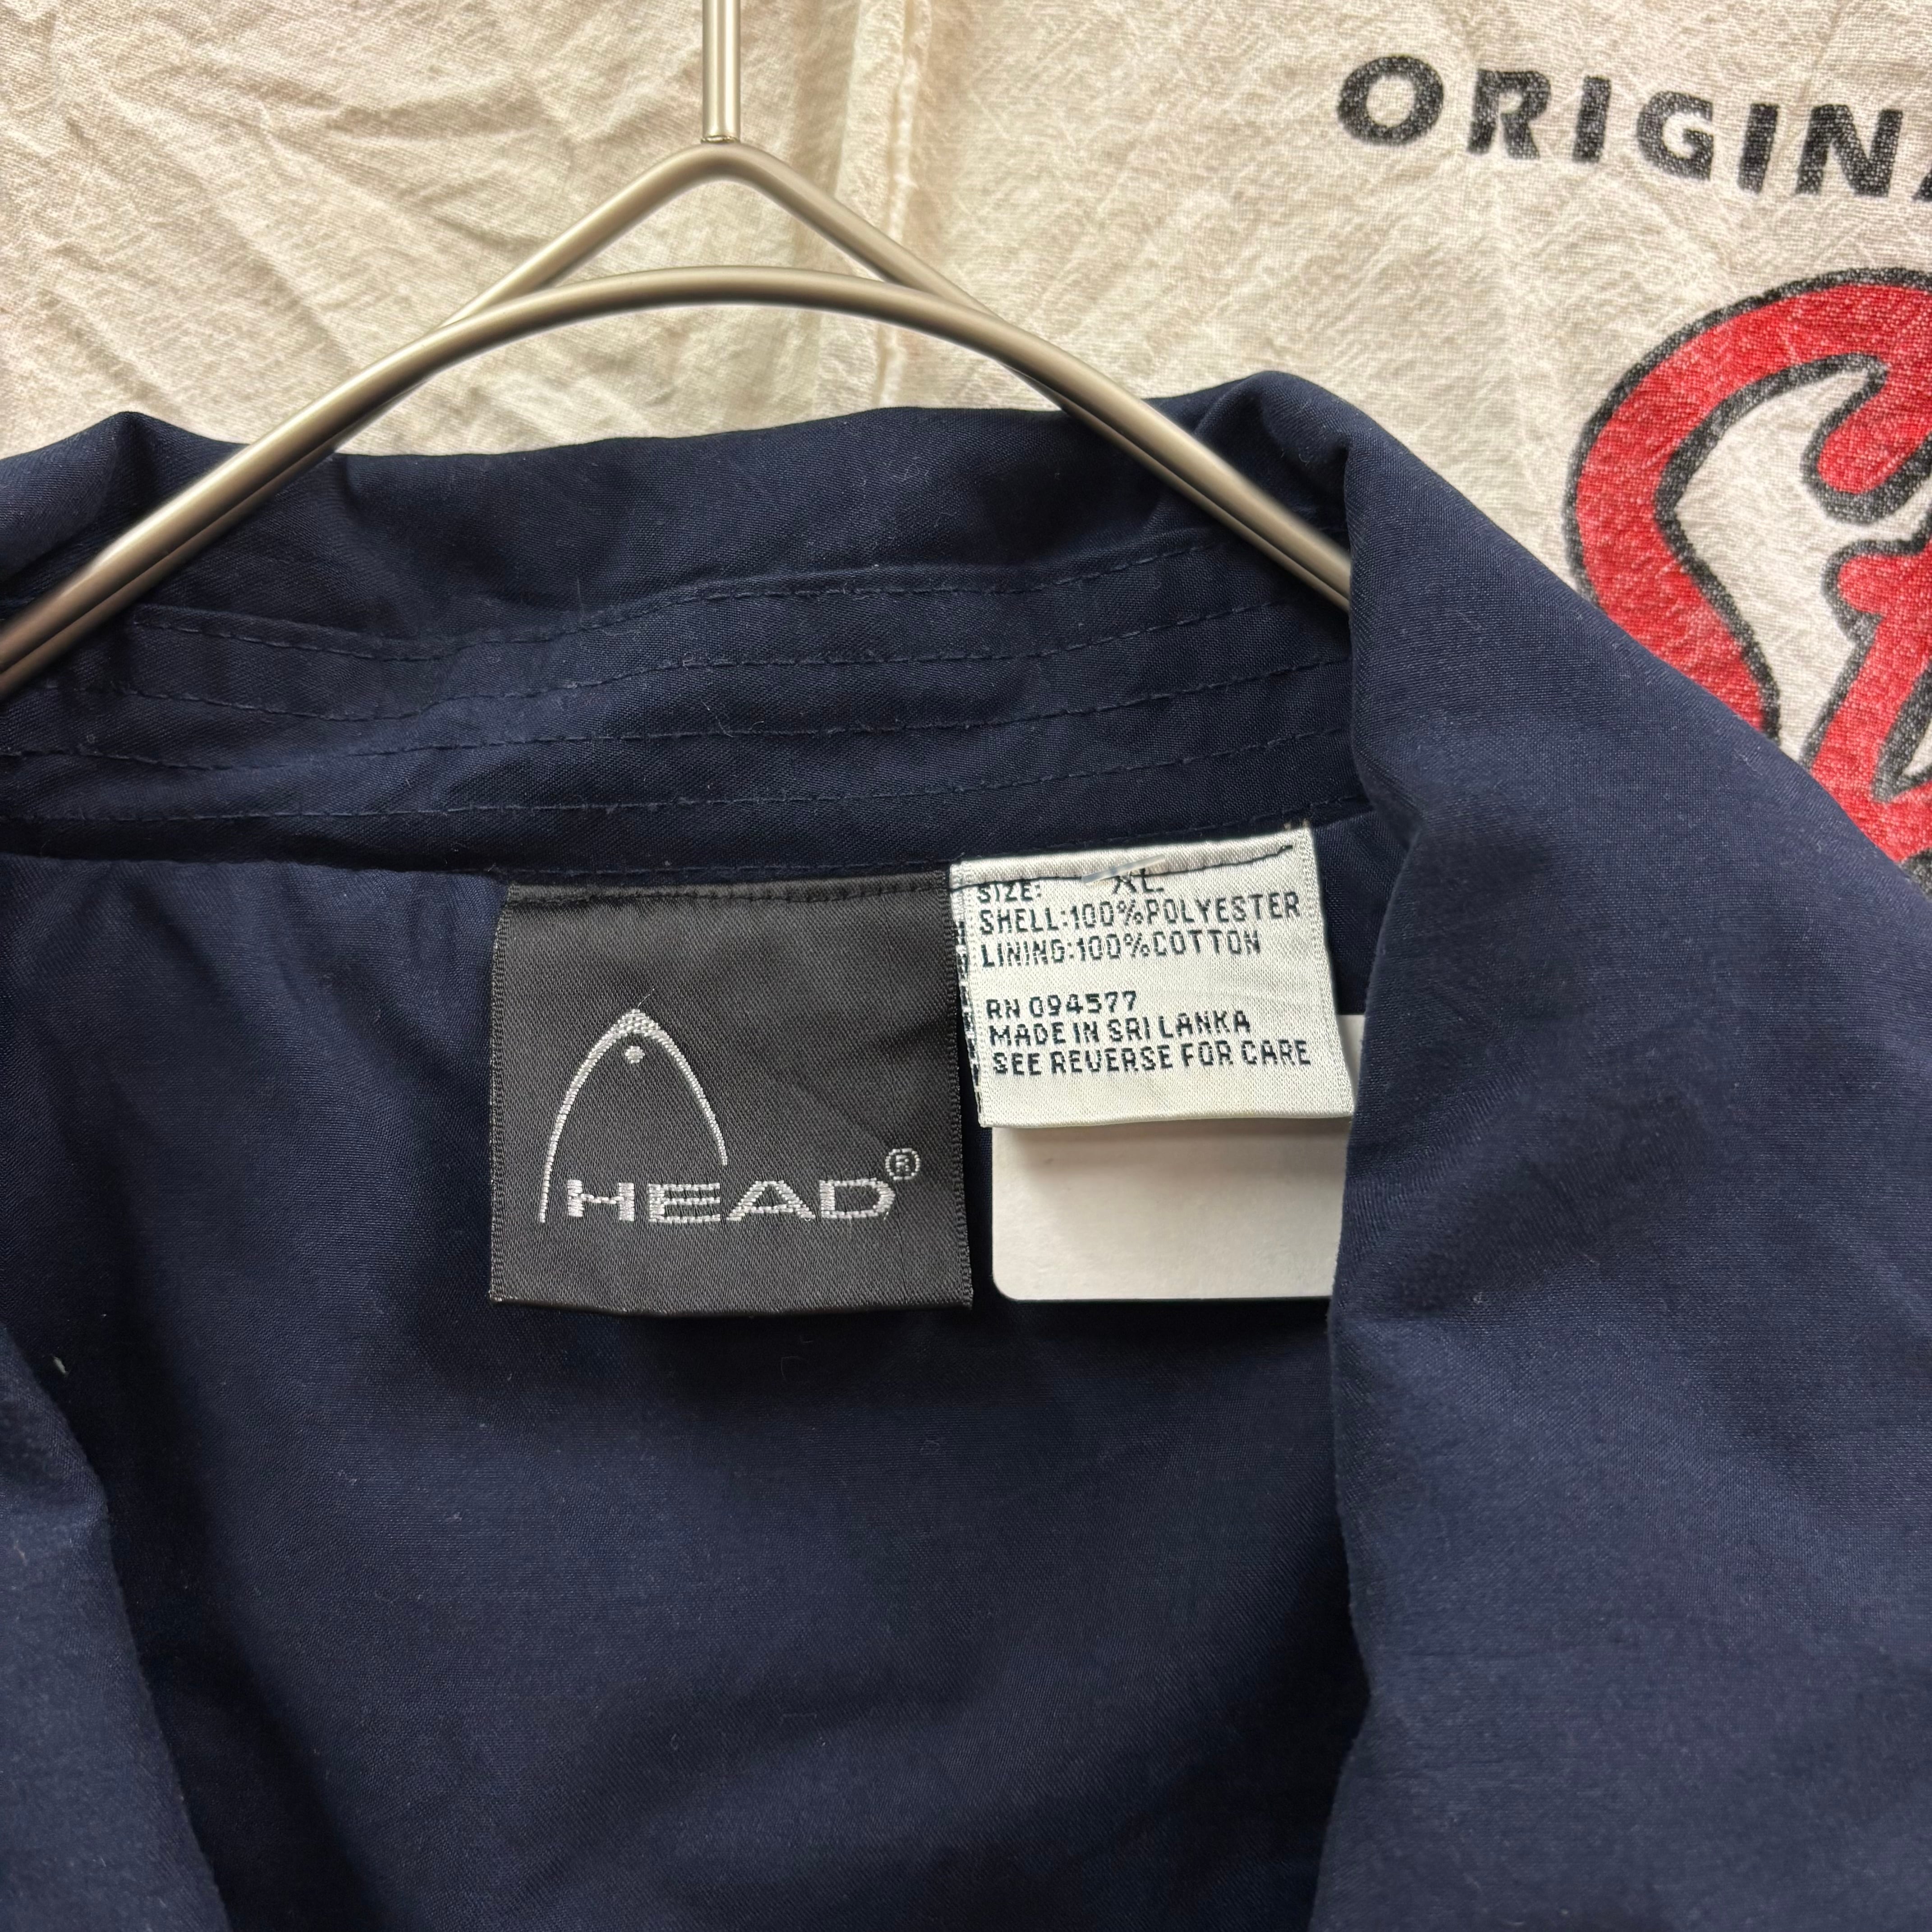 ORIGINA
HEAD®
SIZE: XL
SHELL:100%POLYESTER
LINING:100%COTTON
RN 094577
MADE IN SRI LANKA
SEE REVERSE FOR CARE